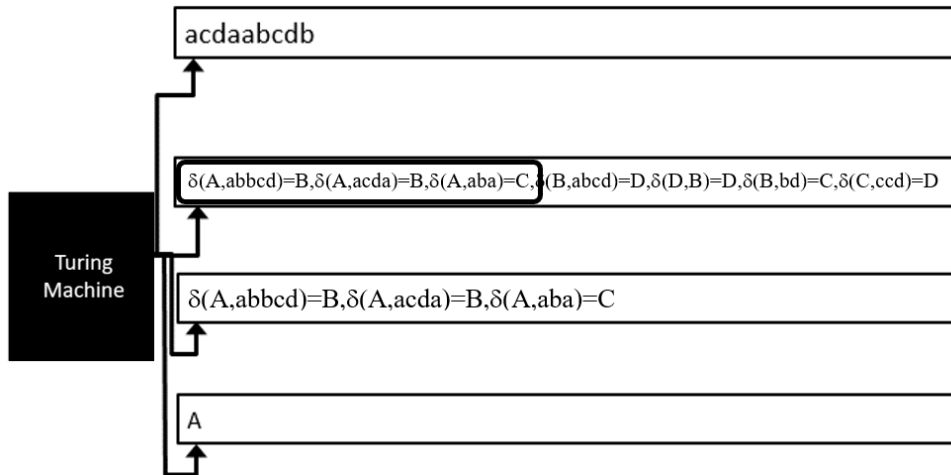 acdaabcdb
δ(A,abbcd)=B,δ(A,acda)=B,δ(A,aba)=C,δ(B,abcd)=D,δ(D,B)=D,δ(B,bd)=C,δ(C,ccd)=D
Turing
Machine
δ(A,abbcd)=B,δ(A,acda)=B,δ(A,aba)=C
A